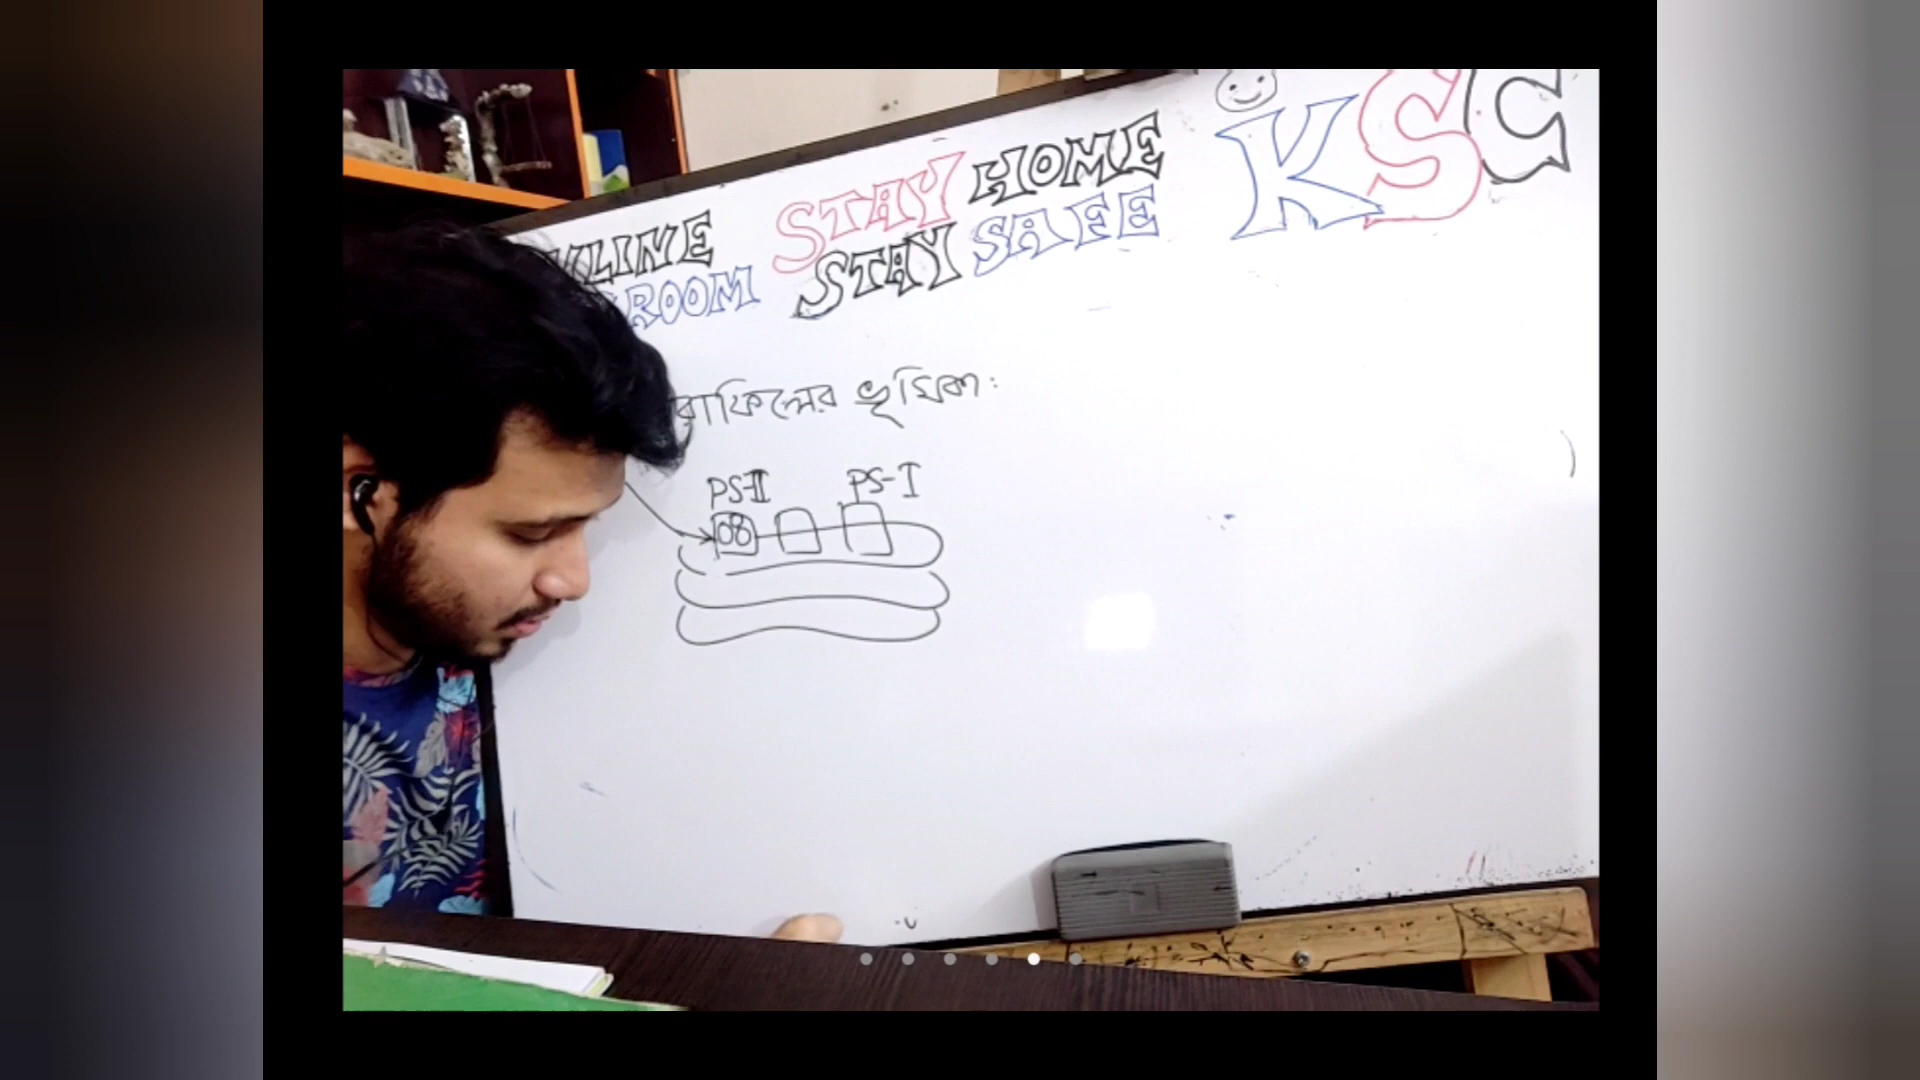 STAY HOME
STAY SAFE
KSC
ROOM
ভূমিকা:
PS-II
PS-I